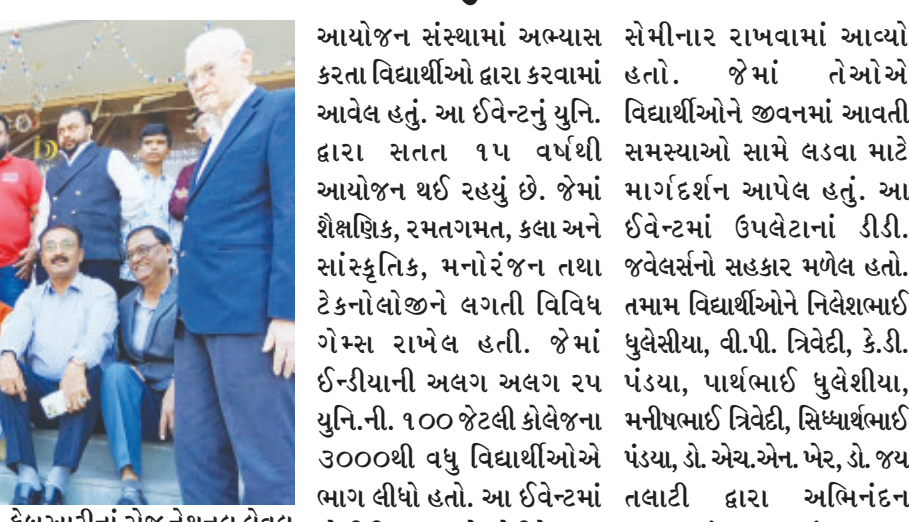 આયોજન સંસ્થામાં અભ્યાસ
કરતા વિદ્યાર્થીઓ દ્વારા કરવામાં
આવેલ હતું. આ ઈવેન્ટનું યુનિ.
દ્વારા સતત ૧૫ વર્ષથી
આયોજન થઈ રહયું છે. જેમાં
શૈક્ષણિક, રમતગમત, કલા અને
સાંસ્કૃતિક, મનોરંજન તથા
ટેકનોલોજીને લગતી વિવિધ
ગેમ્સ રાખેલ હતી. જેમાં
ઈન્ડીયાની અલગ અલગ ૨૫
યુનિ.ની. ૧૦૦ જેટલી કોલેજના
૩૦૦૦થી વધુ વિદ્યાર્થીઓએ
ભાગ લીધો હતો. આ ઈવેન્ટમાં
સેમીનાર રાખવામાં આવ્યો
હતો. જેમાં તેઓએ
વિદ્યાર્થીઓને જીવનમાં આવતી
સમસ્યાઓ સામે લડવા માટે
માર્ગદર્શન આપેલ હતું. આ
ઈવેન્ટમાં ઉપલેટાનાં ડીડી.
જવેલર્સનો સહકાર મળેલ હતો.
તમામ વિદ્યાર્થીઓને નિલેશભાઈ
ધુલેસીયા, વી.પી. ત્રિવેદી, કે.ડી.
પંડયા, પાર્થભાઈ ધુલેશીયા,
મનીષભાઈ ત્રિવેદી, સિધ્ધાર્થભાઈ
પંડયા, ડો. એચ.એન. ખેર, ડો. જય
તલાટી દ્વારા અભિનંદન